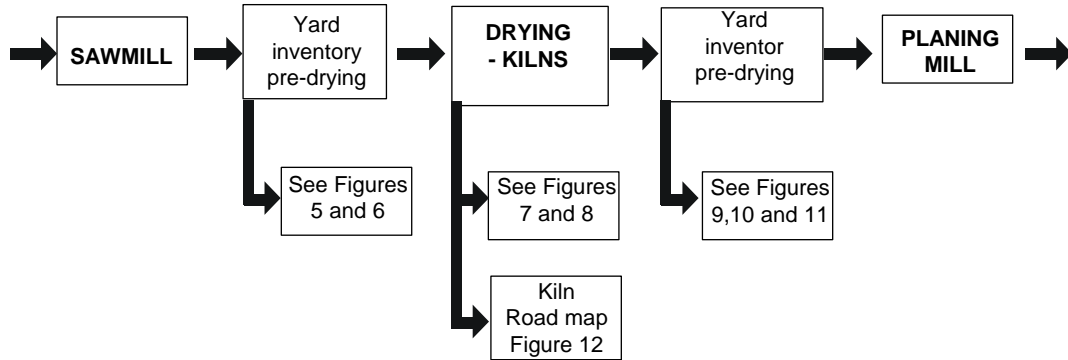 SAWMILL
Yard
inventory
pre-drying
DRYING
- KILNS
Yard
inventor
pre-drying
PLANING
MILL
See Figures
5 and 6
See Figures
7 and 8
See Figures
9,10 and 11
Kiln
Road map
Figure 12